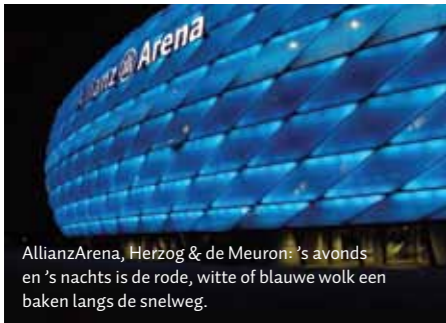 Allianz Arena
AllianzArena, Herzog & de Meuron: ’s avonds
en ’s nachts is de rode, witte of blauwe wolk een
baken langs de snelweg.